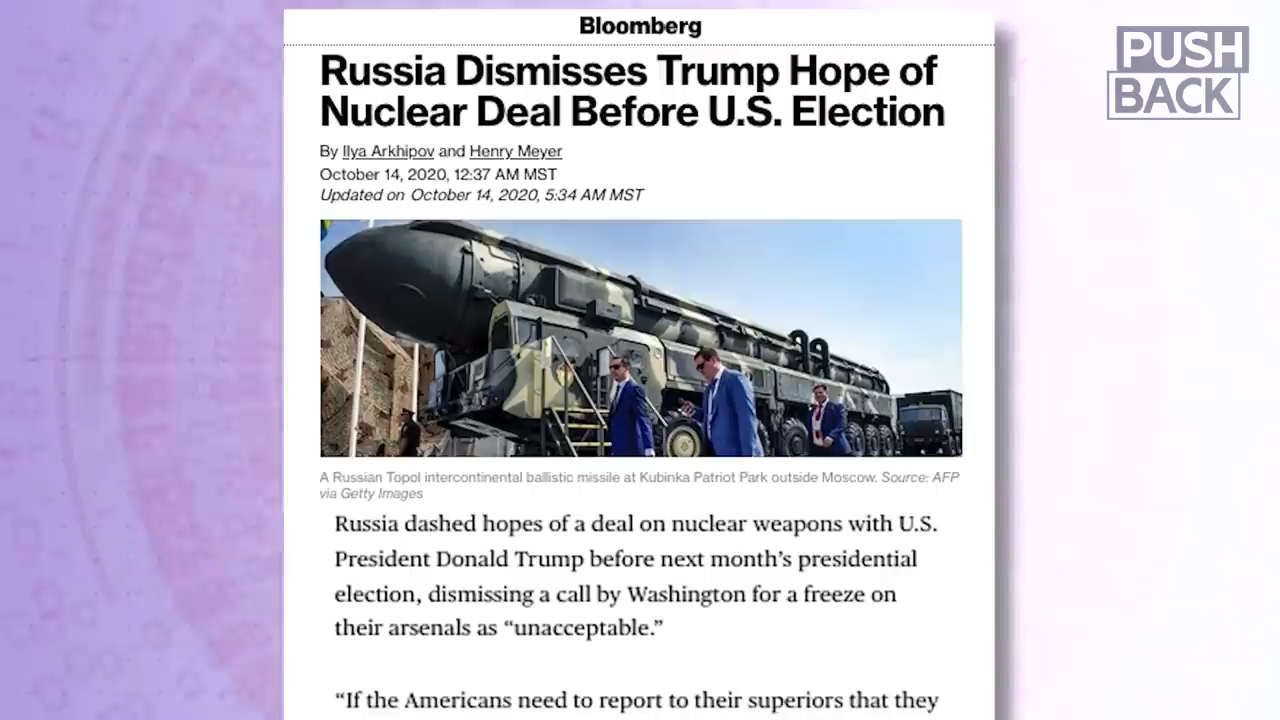 Bloomberg
PUSH
BACK
Russia Dismisses Trump Hope of
Nuclear Deal Before U.S. Election
By Ilya Arkhipov and Henry Meyer
October 14, 2020, 12:37 AM MST
Updated on October 14, 2020, 5:34 AM MST
A Russian Topol intercontinental ballistic missile at Kubinka Patriot Park outside Moscow. Source: AFP
via Getty Images
Russia dashed hopes of a deal on nuclear weapons with U.S.
President Donald Trump before next month’s presidential
election, dismissing a call by Washington for a freeze on
their arsenals as “unacceptable.”
“If the Americans need to report to their superiors that they